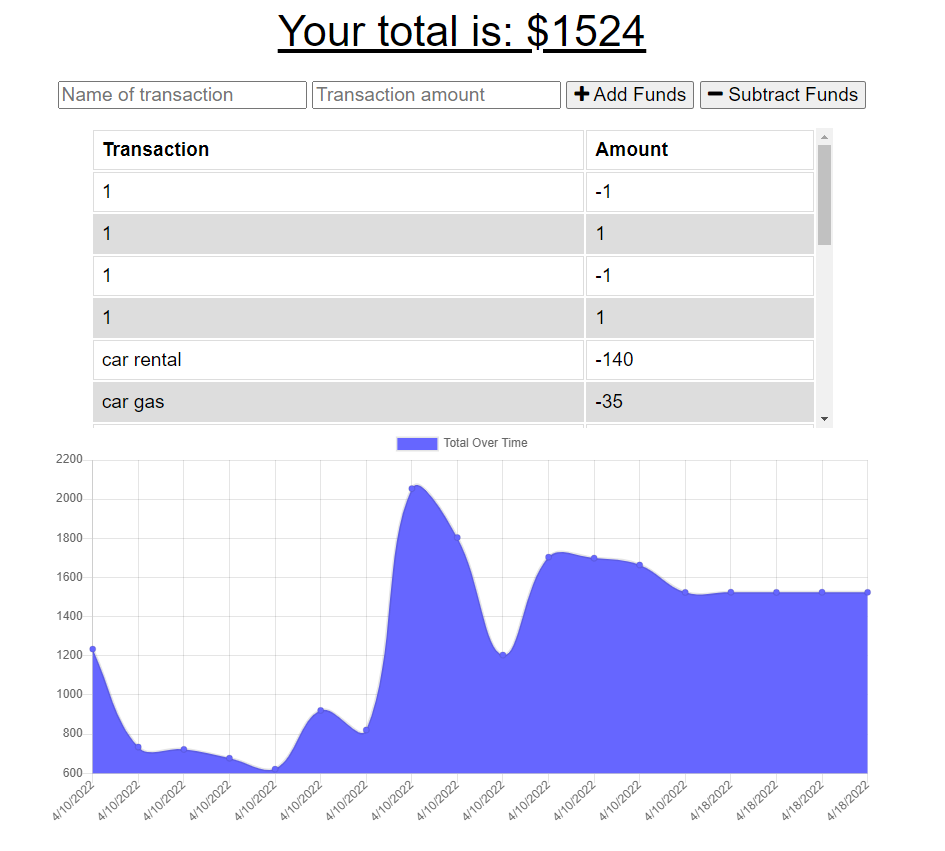 Your total is: $1524
Name of transaction Transaction amount Add Funds Subtract Funds
Transaction Amount
1 -1
1 1
1 -1
1 1
car rental -140
car gas -35
Total Over Time
2200
2000
1800
1600
1400
1200
1000
800
600
4/10/2022 4/10/2022 4/10/2022 4/10/2022 4/10/2022 4/10/2022 4/10/2022 4/10/2022 4/10/2022 4/10/2022 4/10/2022 4/10/2022 4/10/2022 4/10/2022 4/18/2022 4/18/2022 4/18/2022 4/18/2022